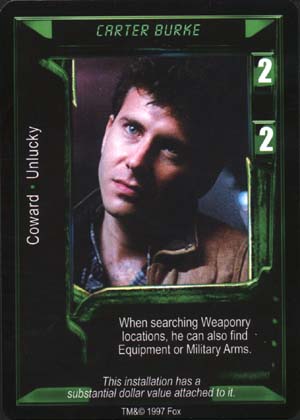 CARTER BURKE
2
2
Coward • Unlucky
When searching Weaponry
locations, he can also find
Equipment or Military Arms.
This installation has a
substantial dollar value attached to it.
TM&© 1997 Fox